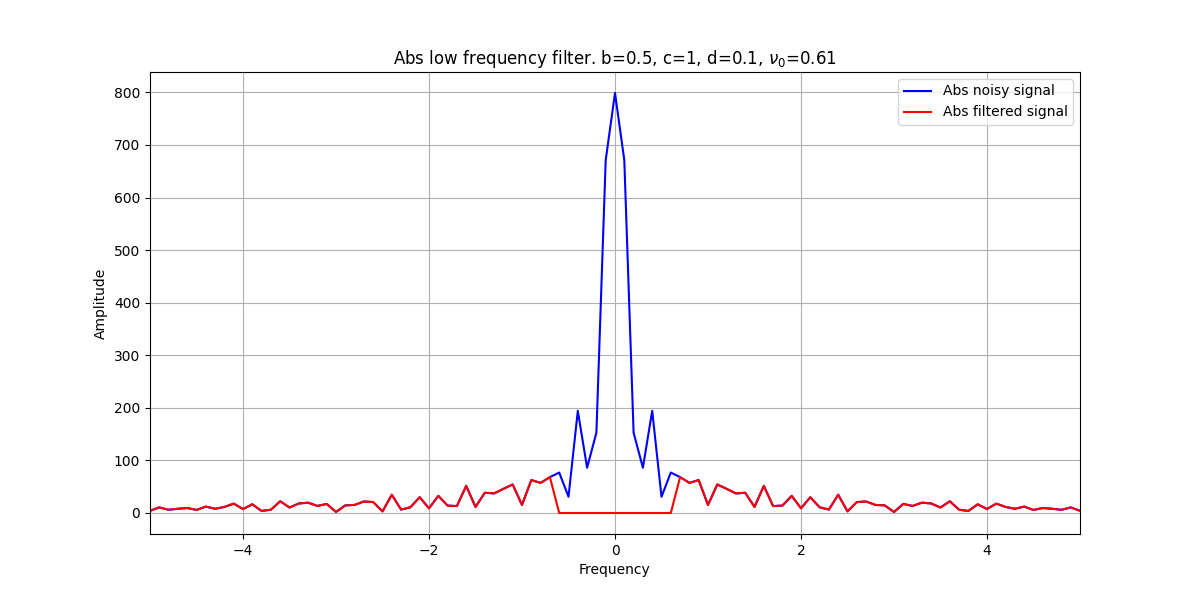 Abs low frequency filter. b=0.5, c=1, d=0.1, $\nu_0$=0.61
Abs noisy signal
Abs filtered signal
Amplitude
800
700
600
500
400
300
200
100
0
−4 −2 0 2 4
Frequency